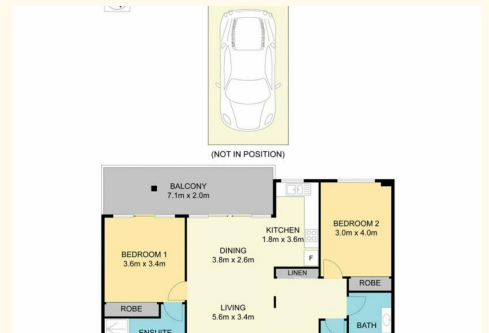 (NOT IN POSITION)
BALCONY
7.1m x 2.0m
KITCHEN
1.8m x 3.6m
BEDROOM 2
3.0m x 4.0m
DINING
3.8m x 2.6m
BEDROOM 1
3.6m x 3.4m
F
LINEN
ROBE
ROBE
LIVING
5.6m x 3.4m
BATH
ENSUITE